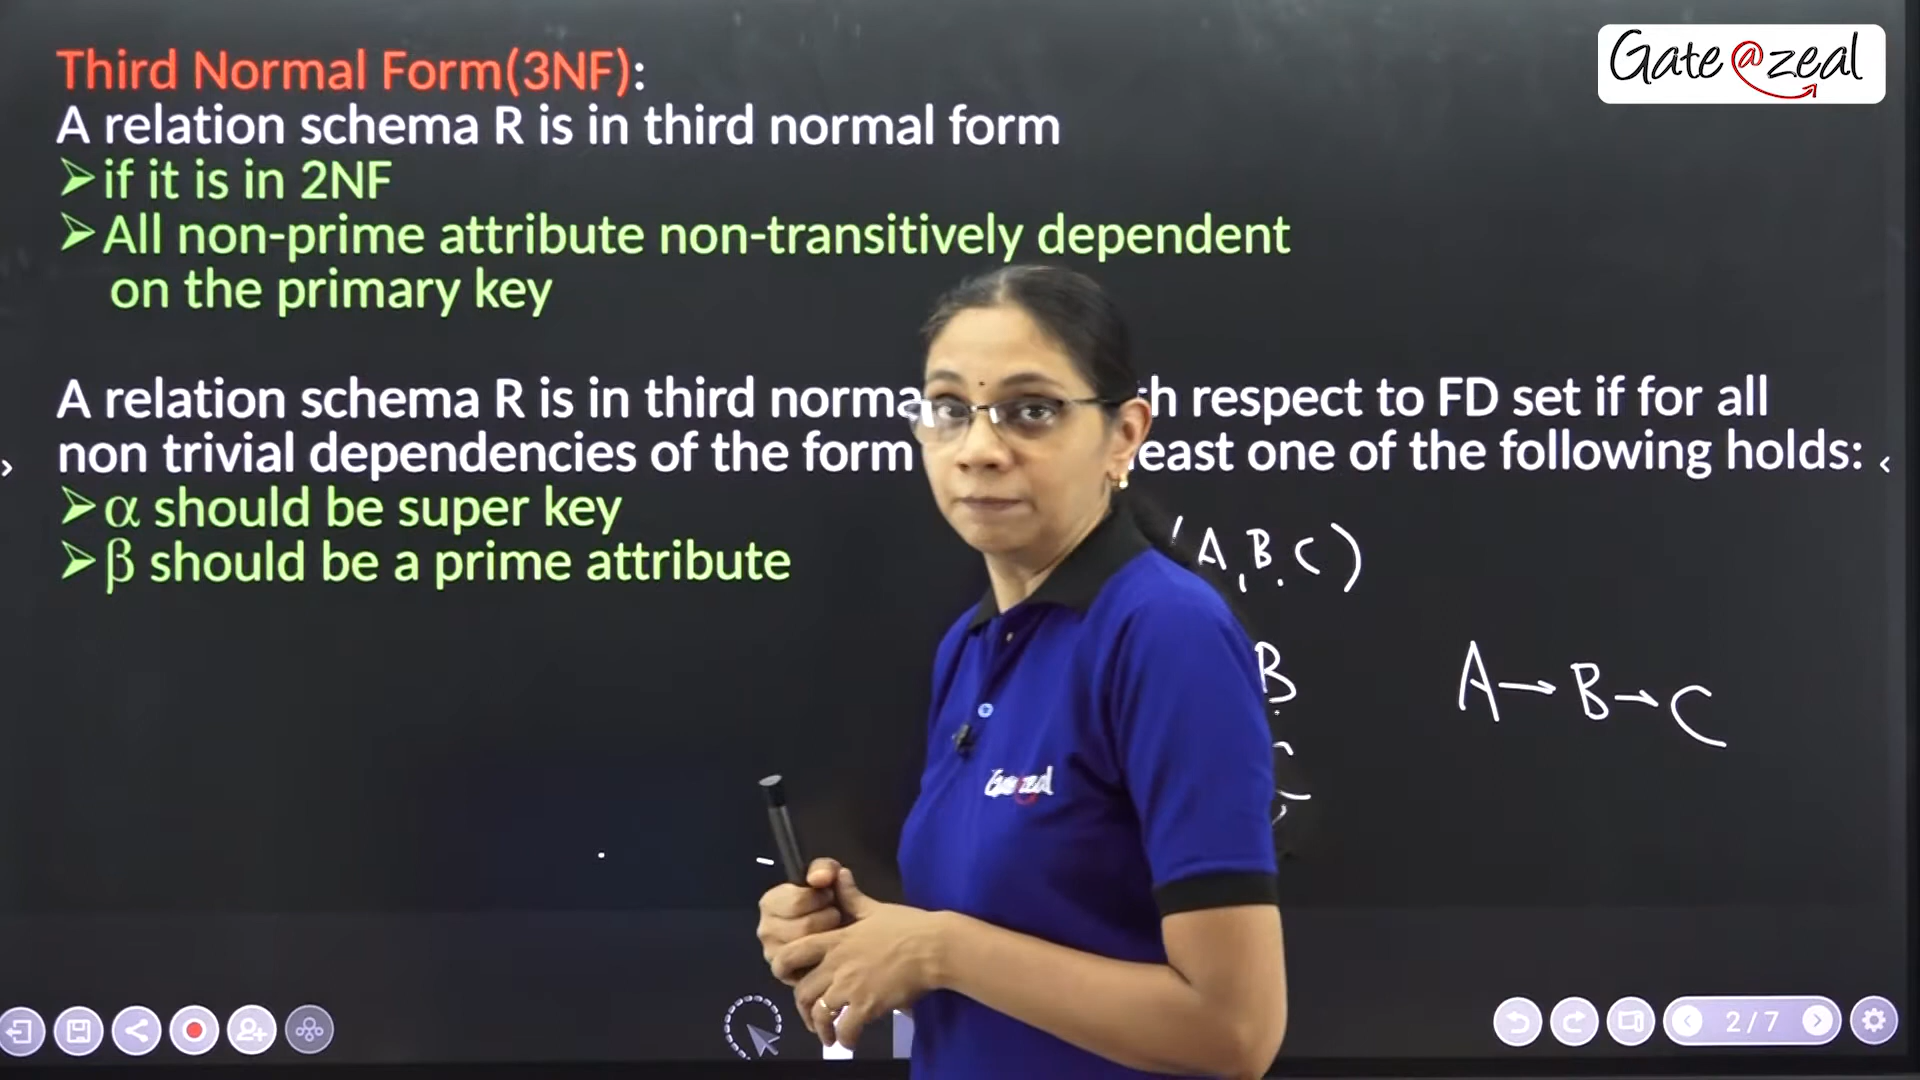 Gate@zeal
Third Normal Form(3NF):
A relation schema R is in third normal form
➢if it is in 2NF
➢All non-prime attribute non-transitively dependent
on the primary key
A relation schema R is in third respect to FD set if for all
non trivial dependencies of the form one of the following holds:
➢α should be super key
➢β should be a prime attribute
(A, B, C)
B
A→B→C
Gate@zeal
2/7